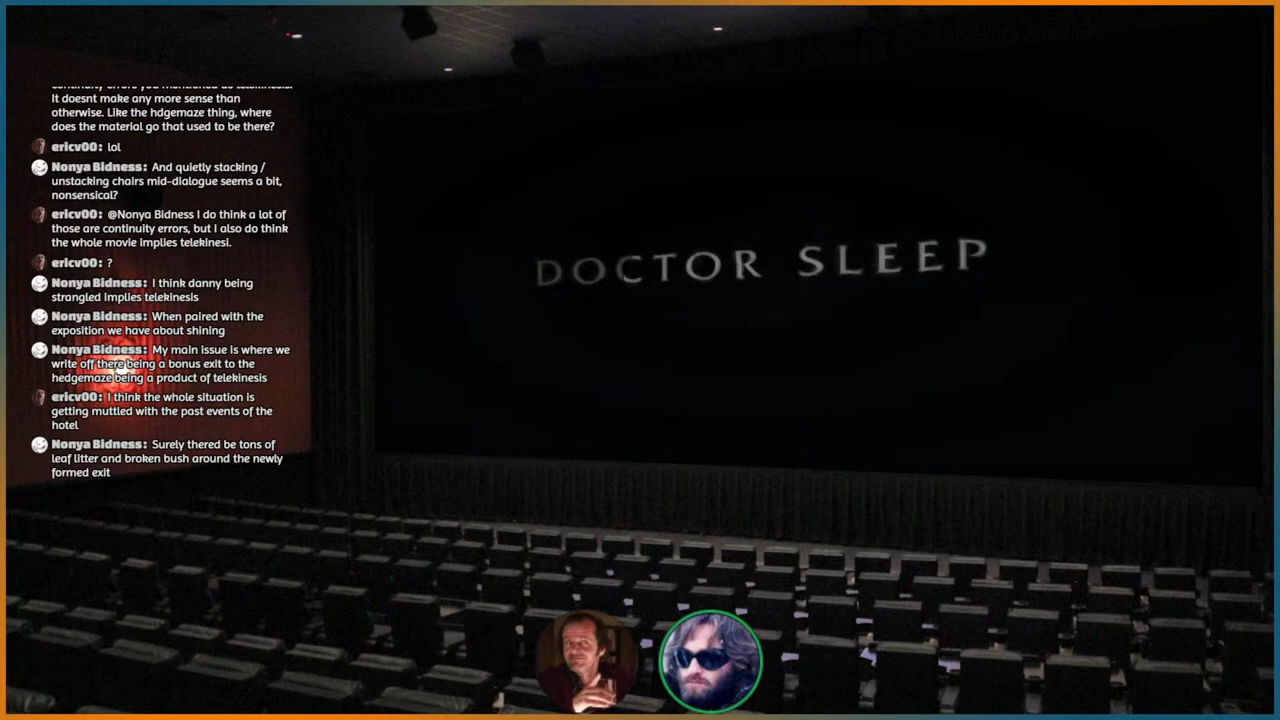 It doesnt make any more sense than
otherwise. Like the hdgemaze thing, where
does the material go that used to be there?
ericv00: lol
Nonya Bidness: And quietly stacking /
unstacking chairs mid-dialogue seems a bit,
nonsensical?
ericv00: @Nonya Bidness I do think a lot of
those are continuity errors, but I also do think
the whole movie implies telekinesi.
ericv00: ?
Nonya Bidness: I think danny being
strangled implies telekinesis
Nonya Bidness: When paired with the
exposition we have about shining
Nonya Bidness: My main issue is where we
write off there being a bonus exit to the
hedgemaze being a product of telekinesis
ericv00: I think the whole situation is
getting muttled with the past events of the
hotel
Nonya Bidness: Surely thered be tons of
leaf litter and broken bush around the newly
formed exit
DOCTOR SLEEP